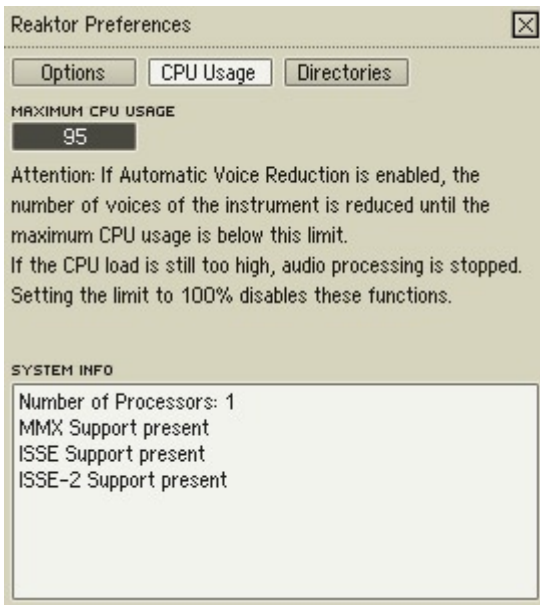 Reaktor Preferences
Options CPU Usage Directories
MAXIMUM CPU USAGE
95
Attention: If Automatic Voice Reduction is enabled, the
number of voices of the instrument is reduced until the
maximum CPU usage is below this limit.
If the CPU load is still too high, audio processing is stopped.
Setting the limit to 100% disables these functions.
SYSTEM INFO
Number of Processors: 1
MMX Support present
ISSE Support present
ISSE-2 Support present